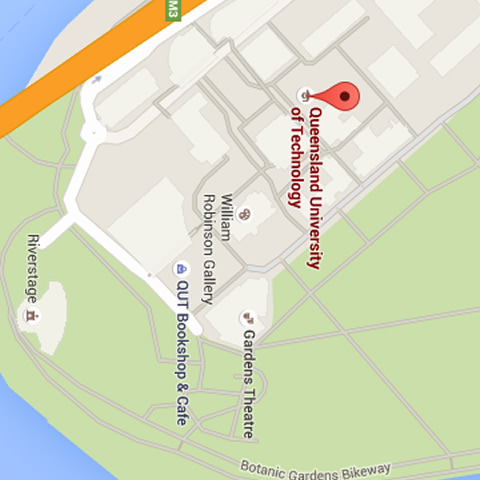 M3
Queensland University
of Technology
William
Robinson Gallery
Riverstage
QUT Bookshop & Cafe
Gardens Theatre
Botanic Gardens Bikeway